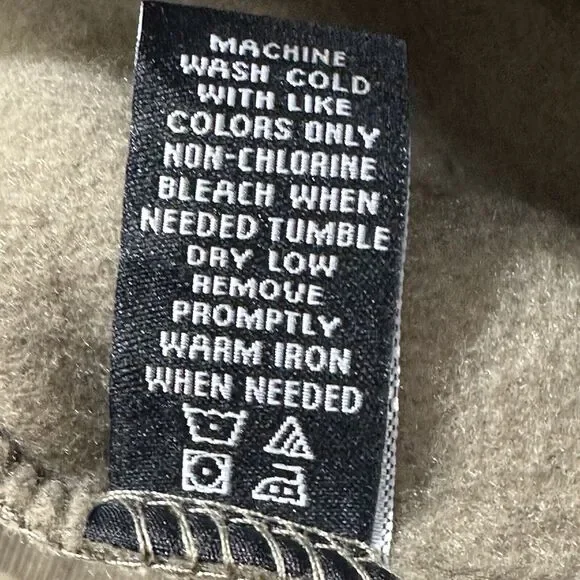 MACHINE
WASH COLD
WITH LIKE
COLORS ONLY
NON-CHLORINE
BLEACH WHEN
NEEDED TUMBLE
DRY LOW
REMOVE
PROMPTLY
WARM IRON
WHEN NEEDED